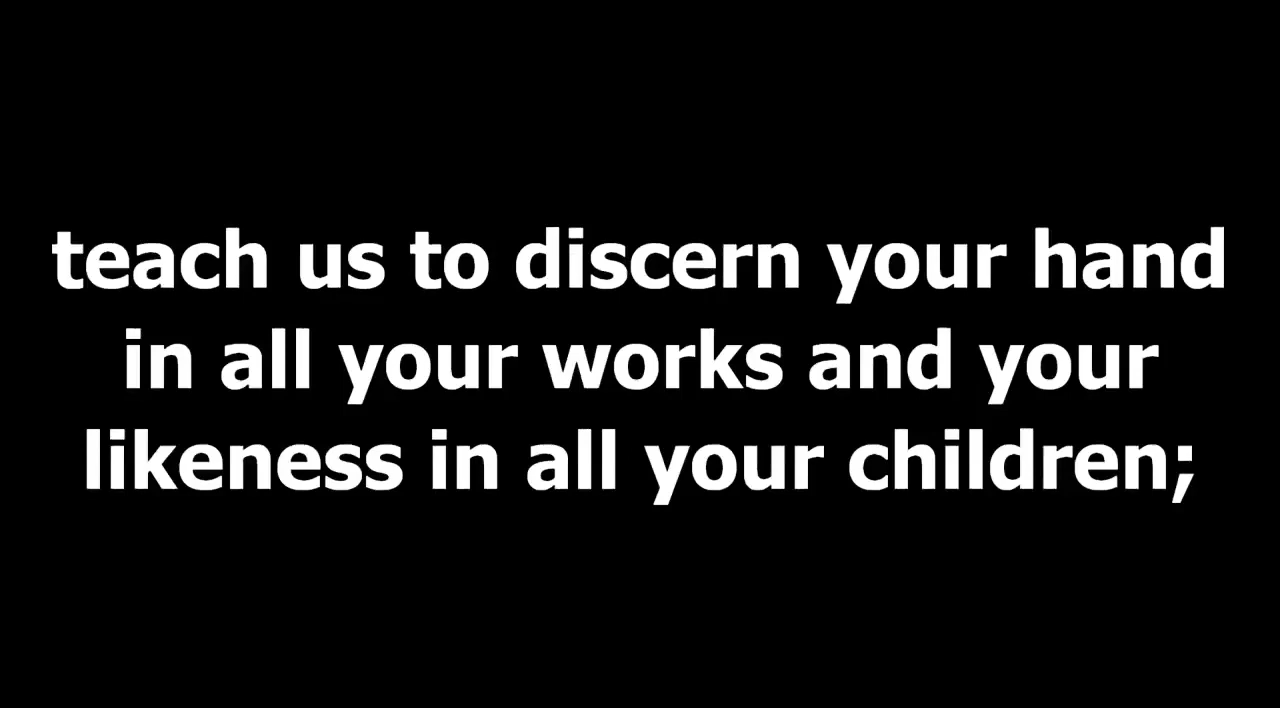 teach us to discern your hand
in all your works and your
likeness in all your children;